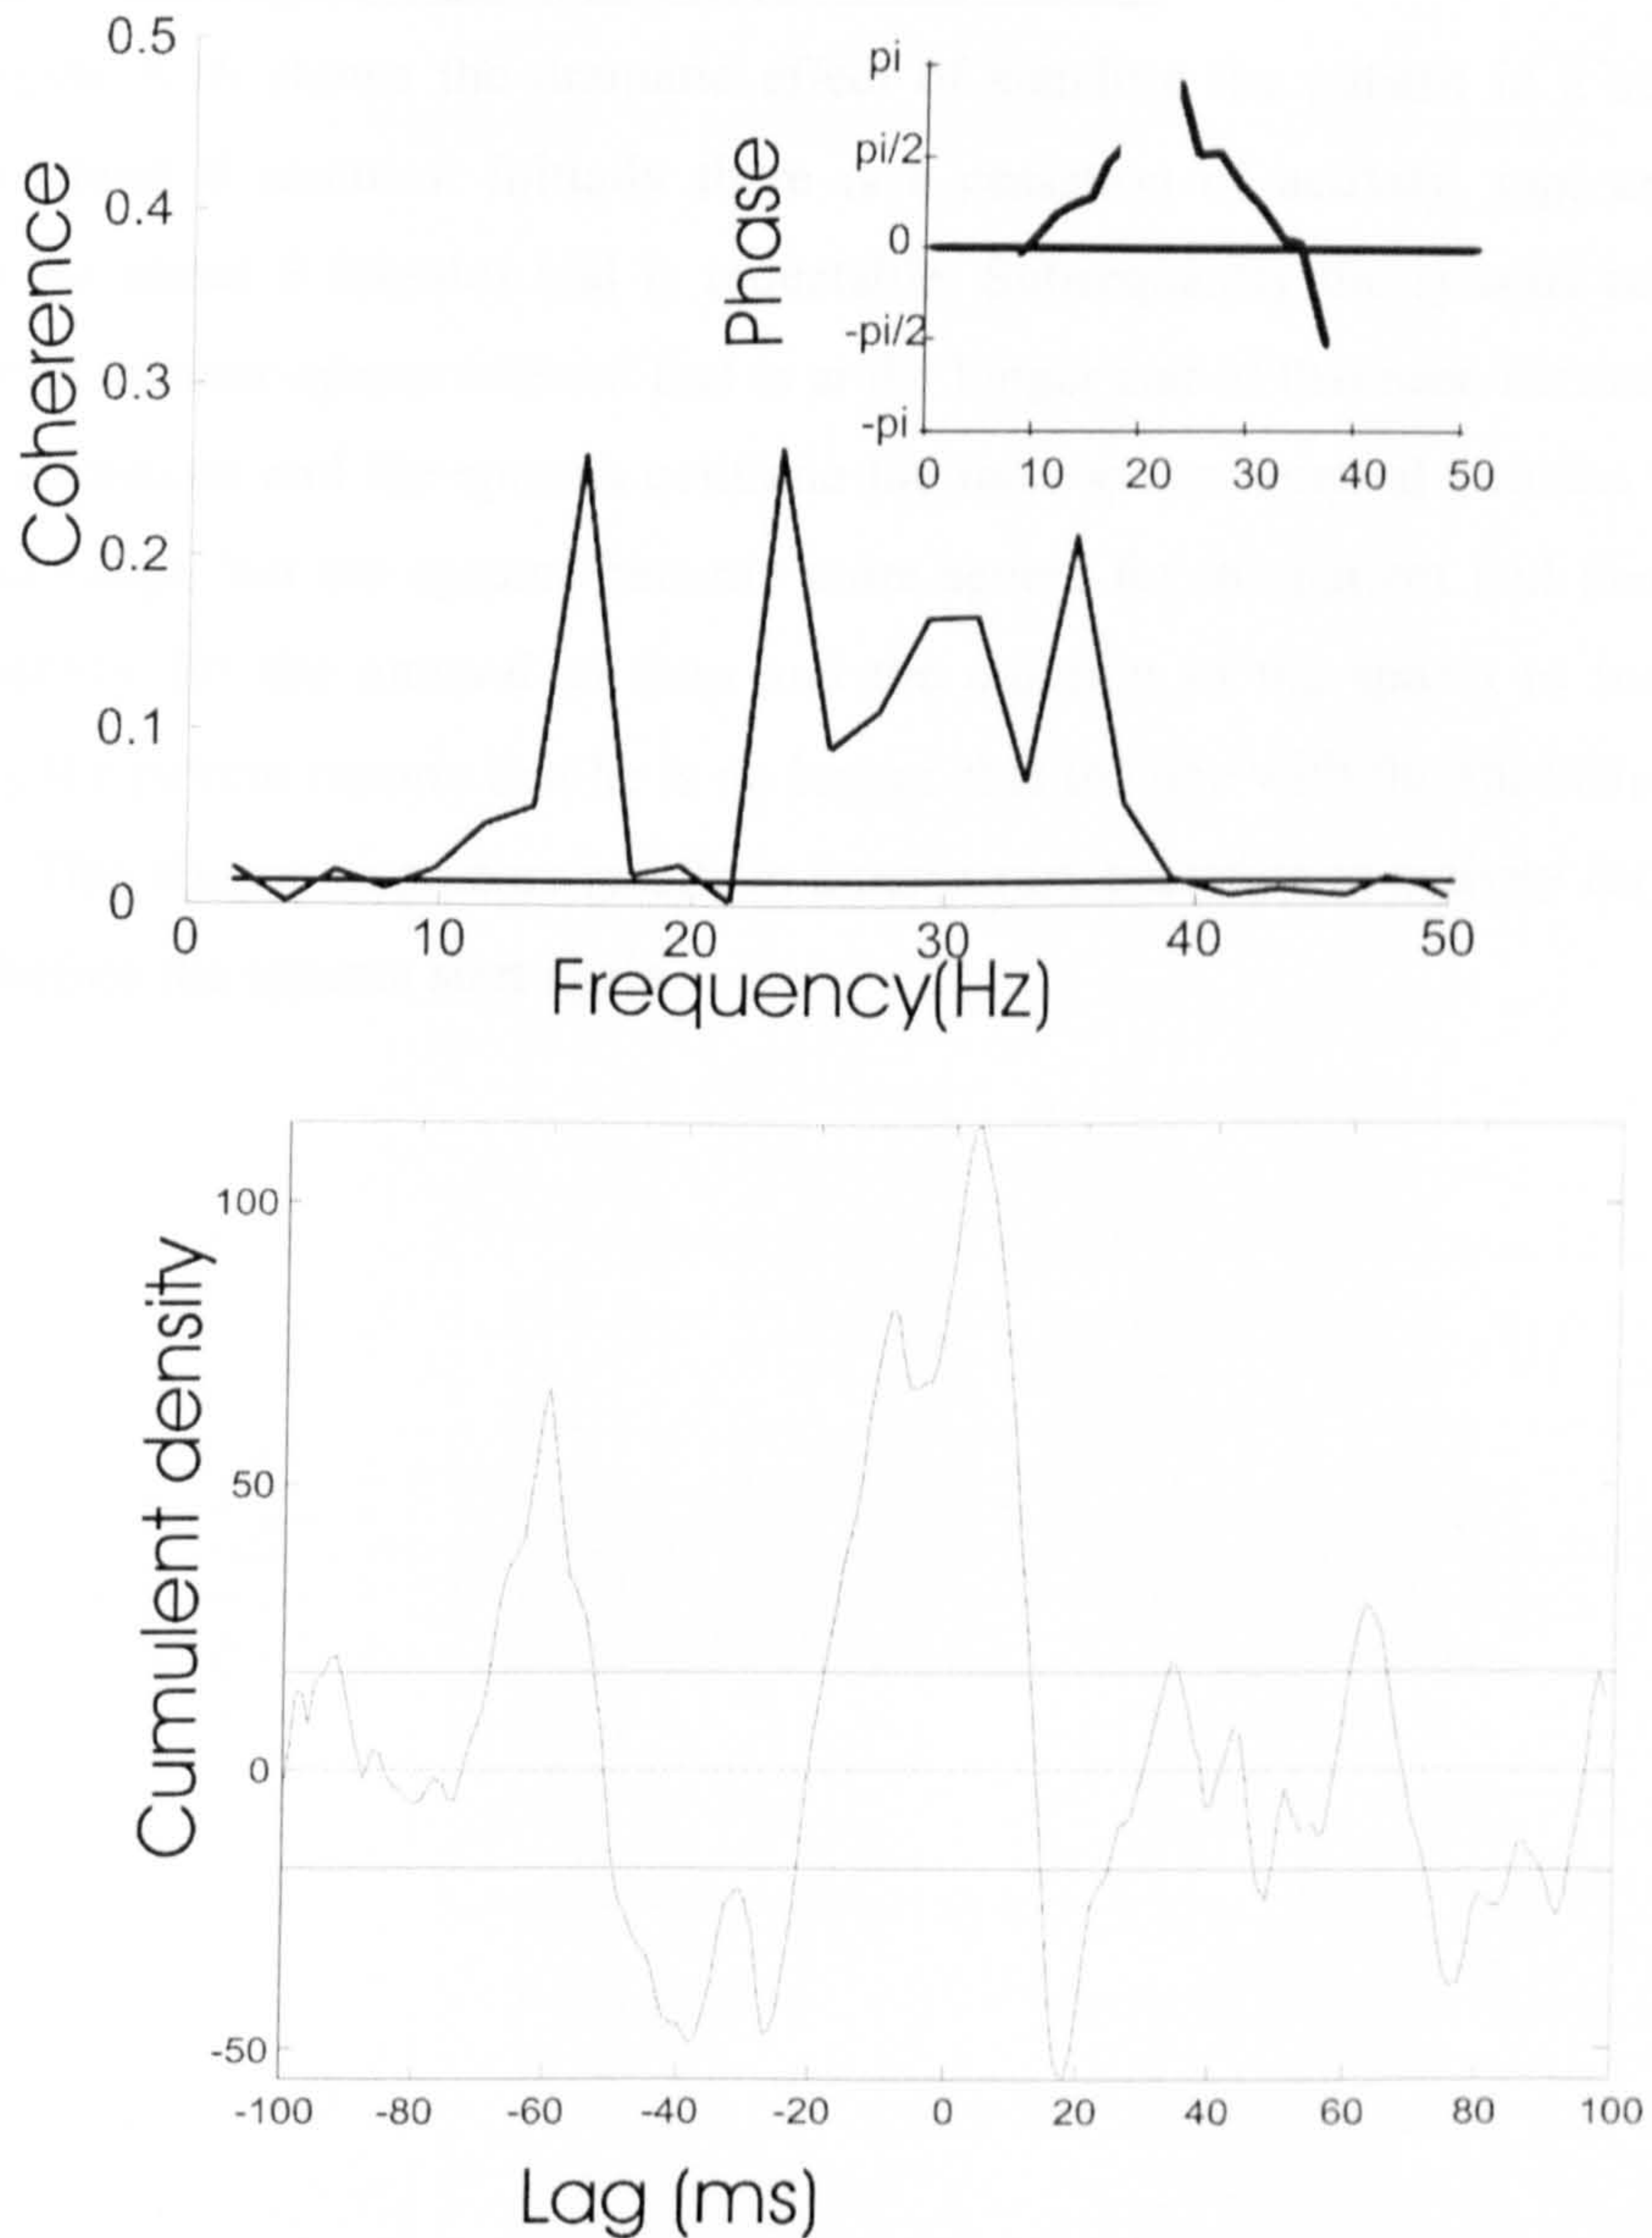 Coherence
0.5
0.4
0.3
0.2
0.1
0
0 10 20 30 40 50
Frequency(Hz)
Phase
pi
pi/2
0
-pi/2
-pi
0 10 20 30 40 50
Cumulent density
100
50
0
-50
-100 -80 -60 -40 -20 0 20 40 60 80 100
Lag (ms)